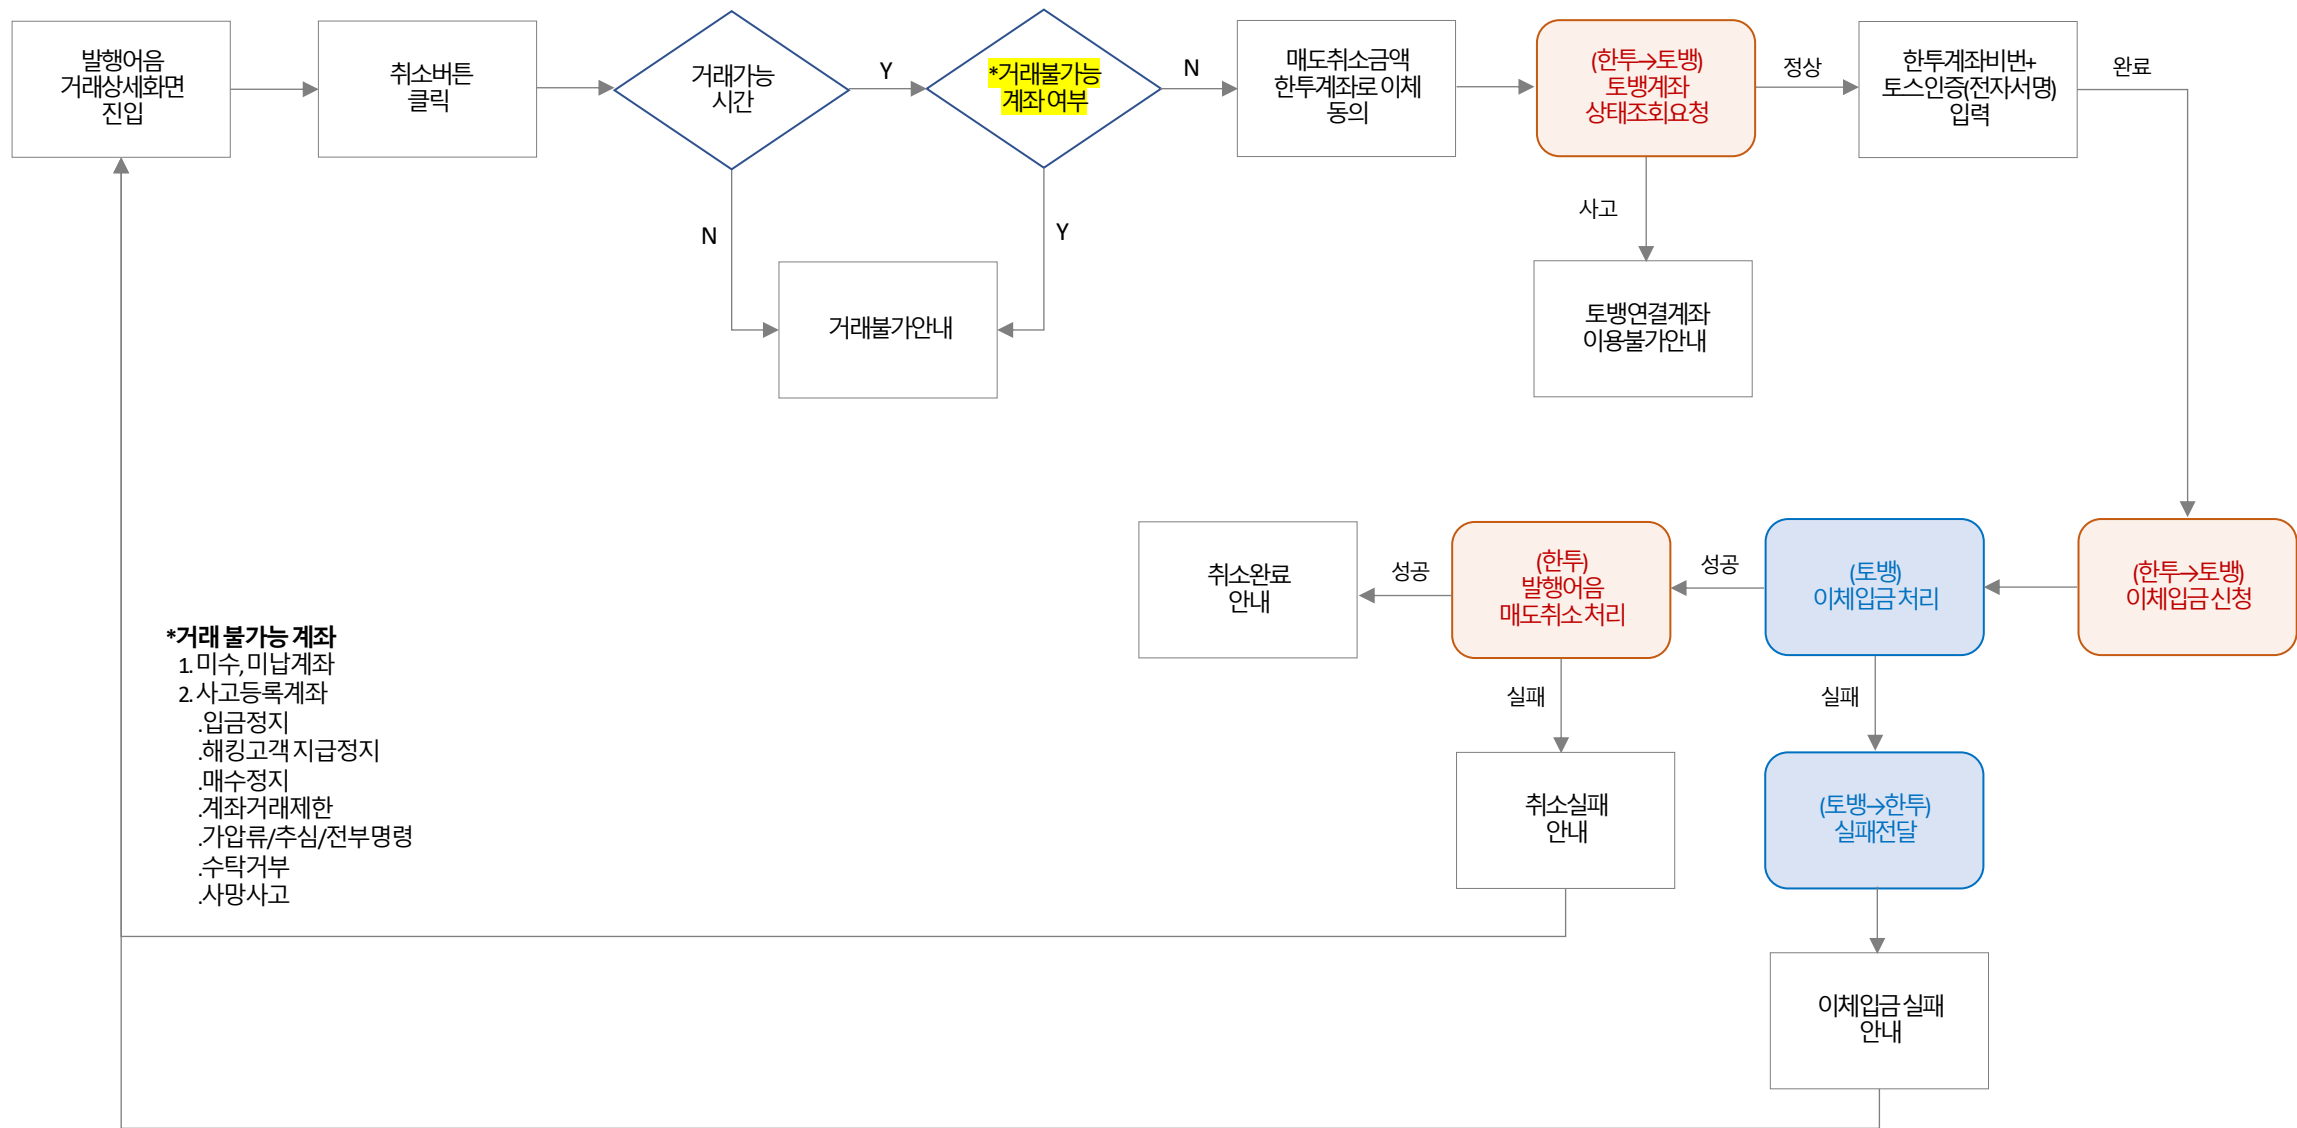 발행어음
거래상세화면
진입
취소버튼
클릭
거래가능
시간
Y
*거래불가능
계좌 여부
N
매도취소금액
한투계좌로 이체
동의
(한투→토뱅)
토뱅계좌
상태조회요청
정상
한투계좌비번+
토스인증(전자서명)
입력
완료
N
Y
사고
거래불가안내
토뱅연결계좌
이용불가안내
취소완료
안내
성공
(한투)
발행어음
매도취소 처리
성공
(토뱅)
이체입금 처리
(한투→토뱅)
이체입금 신청
실패
실패
*거래 불가능 계좌
1. 미수, 미납계좌
2. 사고등록계좌
.입금정지
.해킹고객 지급정지
.매수정지
.계좌거래제한
.가압류/추심/전부명령
.수탁거부
.사망사고
취소실패
안내
(토뱅→한투)
실패전달
이체입금 실패
안내